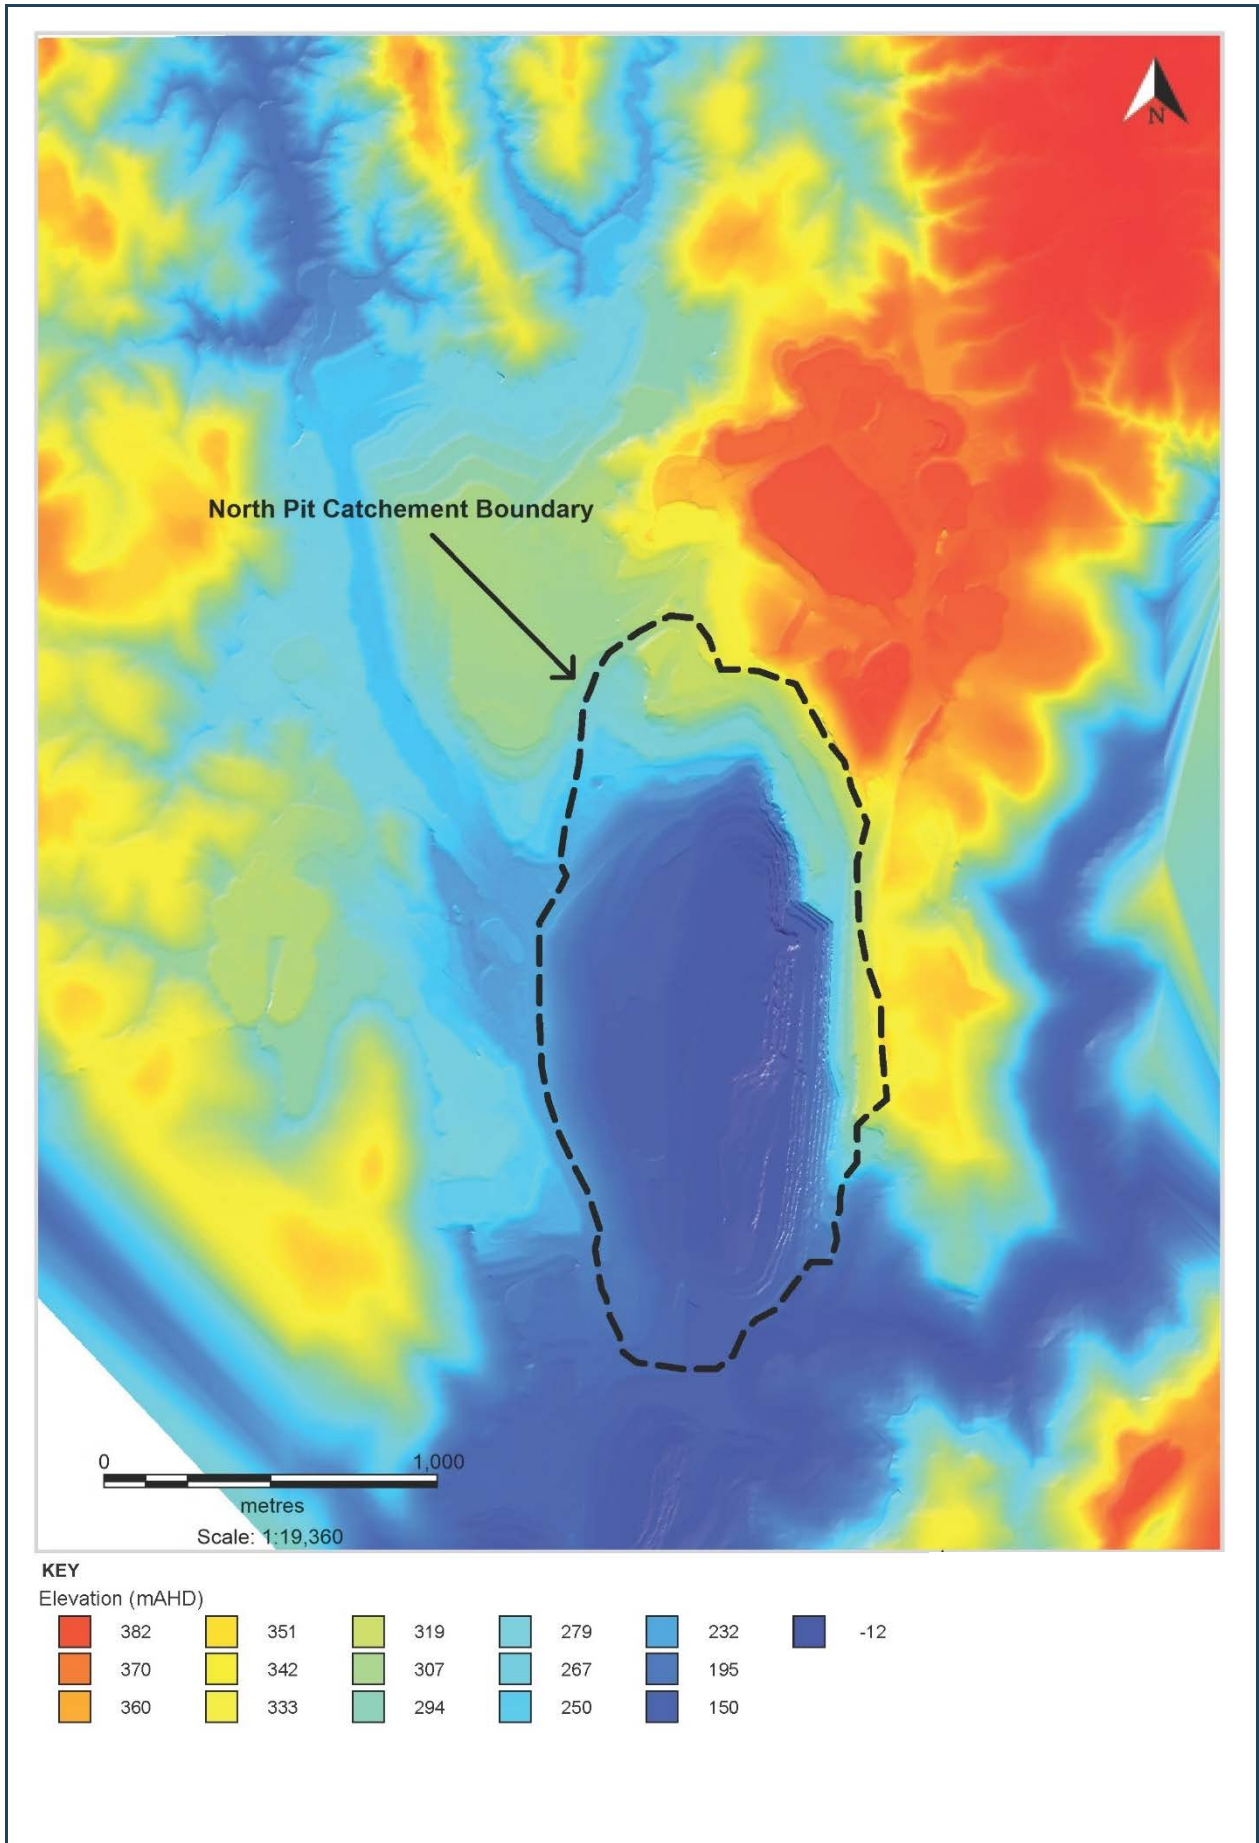 N
North Pit Catchement Boundary
0 1,000
metres
Scale: 1:19,360
KEY
Elevation (mAHD)
382 351 319 279 232 -12
370 342 307 267 195
360 333 294 250 150